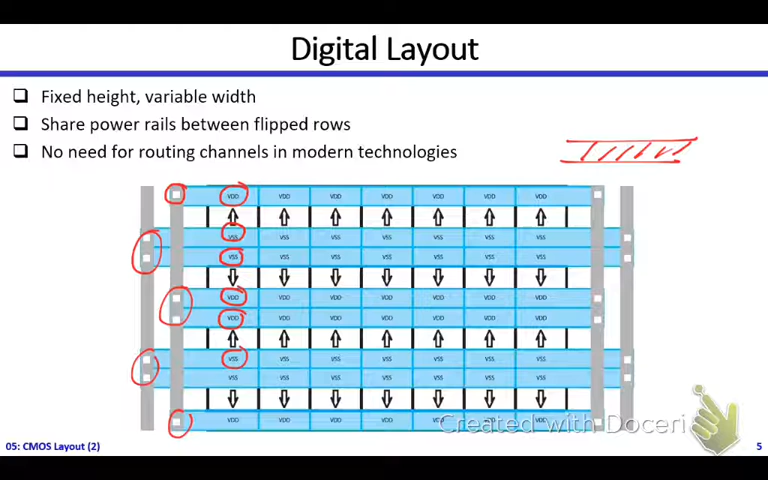 Digital Layout
Fixed height, variable width
Share power rails between flipped rows
No need for routing channels in modern technologies
VDD VDD VDD VDD VDD VDD VDD
VSS VSS VSS VSS VSS VSS VSS
VSS VSS VSS VSS VSS VSS VSS
VDD VDD VDD VDD VDD VDD VDD
VDD VDD VDD VDD VDD VDD VDD
VSS VSS VSS VSS VSS VSS VSS
VSS VSS VSS VSS VSS VSS VSS
VDD VDD VDD VDD VDD VDD VDD
Created with Doceri
05: CMOS Layout (2)
5